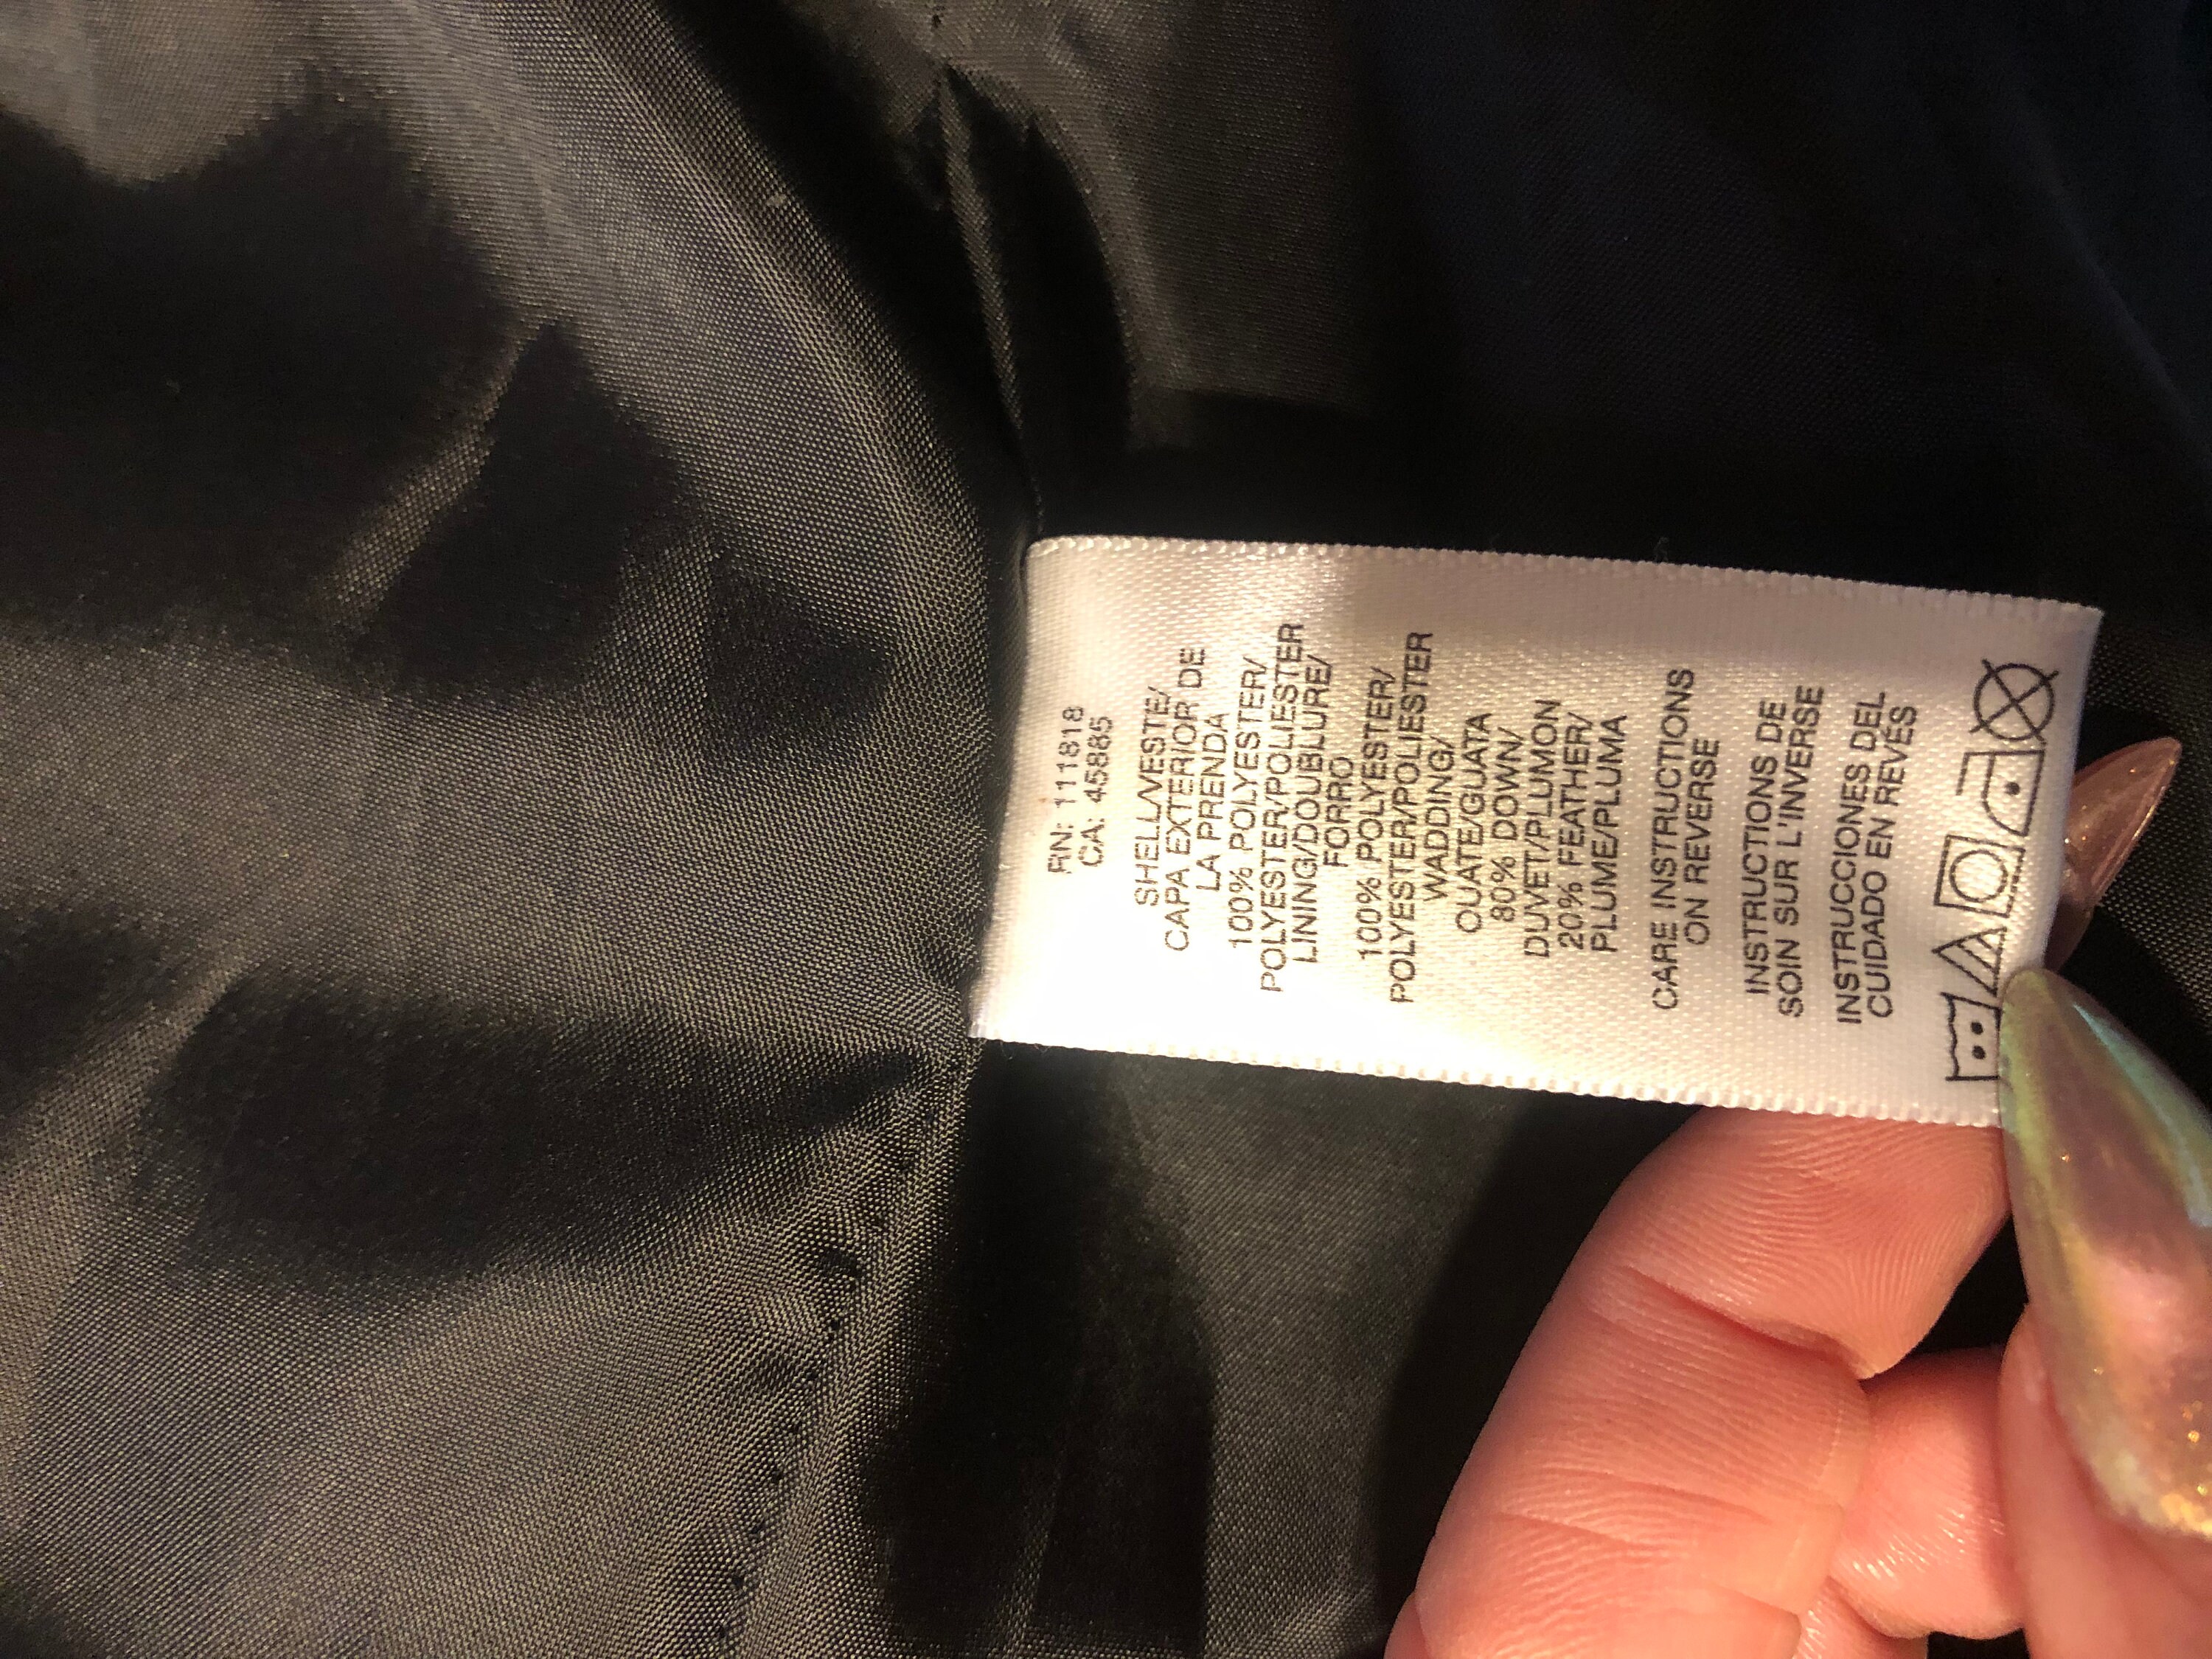 RN: 111818
CA: 45885
SHELL/VESTE/
CAPA EXTERIOR DE
LA PRENDA
100% POLYESTER/
POLYESTER/POLIESTER
LINING/DOUBLURE/
FORRO
100% POLYESTER/
POLYESTER/POLIESTER
WADDING/
OUATE/GUATA
80% DOWN/
DUVET/PLUMON
20% FEATHER/
PLUME/PLUMA
CARE INSTRUCTIONS
ON REVERSE
INSTRUCTIONS DE
SOIN SUR L'INVERSE
INSTRUCCIONES DEL
CUIDADO EN REVÉS